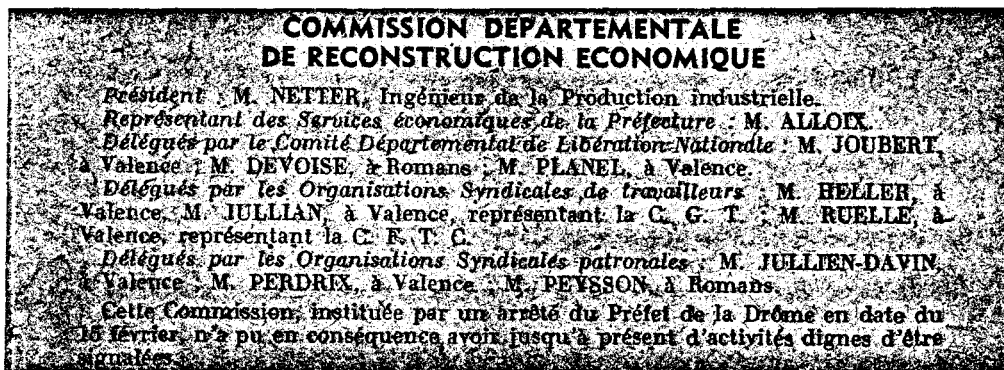 COMMISSION DÉPARTEMENTALE
DE RECONSTRUCTION ECONOMIQUE
Président : M. NETTER, Ingénieur de la Production industrielle.
Représentant des Services économiques de la Préfecture : M. ALLOIX.
Délégués par le Comité Départemental de Libération Nationale : M. JOUBERT,
à Valence ; M. DEVOISE, à Romans ; M. PLANEL, à Valence.
Délégués par les Organisations Syndicales de travailleurs : M. HELLER, à
Valence, M. JULLIAN, à Valence, représentant la C. G. T. ; M. RUELLE, à
Valence, représentant la C. F. T. C.
Délégués par les Organisations Syndicales patronales : M. JULLIEN-DAVIN,
à Valence ; M. PERDRIX, à Valence ; M. PEYSSON, à Romans.
Cette Commission, instituée par un arrêté du Préfet de la Drôme en date du
15 février, n'a pu en conséquence avoir jusqu'à présent d'activités dignes d'être
signalées.